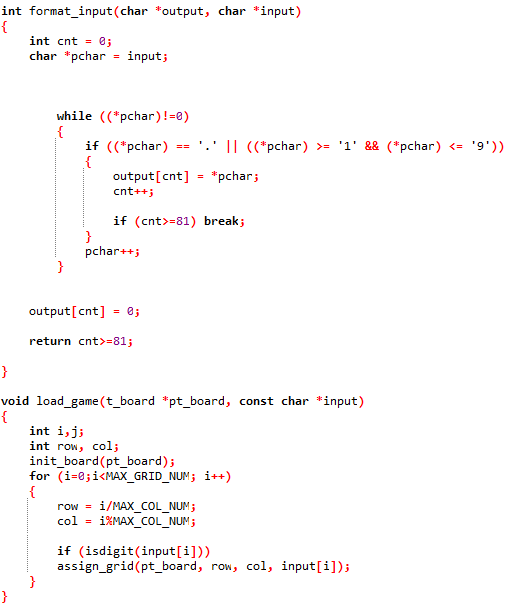 int format_input(char *output, char *input)
{
    int cnt = 0;
    char *pchar = input;

        while ((*pchar)!=0)
        {
            if ((*pchar) == '.' || ((*pchar) >= '1' && (*pchar) <= '9'))
            {
                output[cnt] = *pchar;
                cnt++;

                if (cnt>=81) break;
            }
            pchar++;
        }

    output[cnt] = 0;

    return cnt>=81;

}

void load_game(t_board *pt_board, const char *input)
{
    int i,j;
    int row, col;
    init_board(pt_board);
    for (i=0;i<MAX_GRID_NUM; i++)
    {
        row = i/MAX_COL_NUM;
        col = i%MAX_COL_NUM;

        if (isdigit(input[i]))
        assign_grid(pt_board, row, col, input[i]);
    }
}